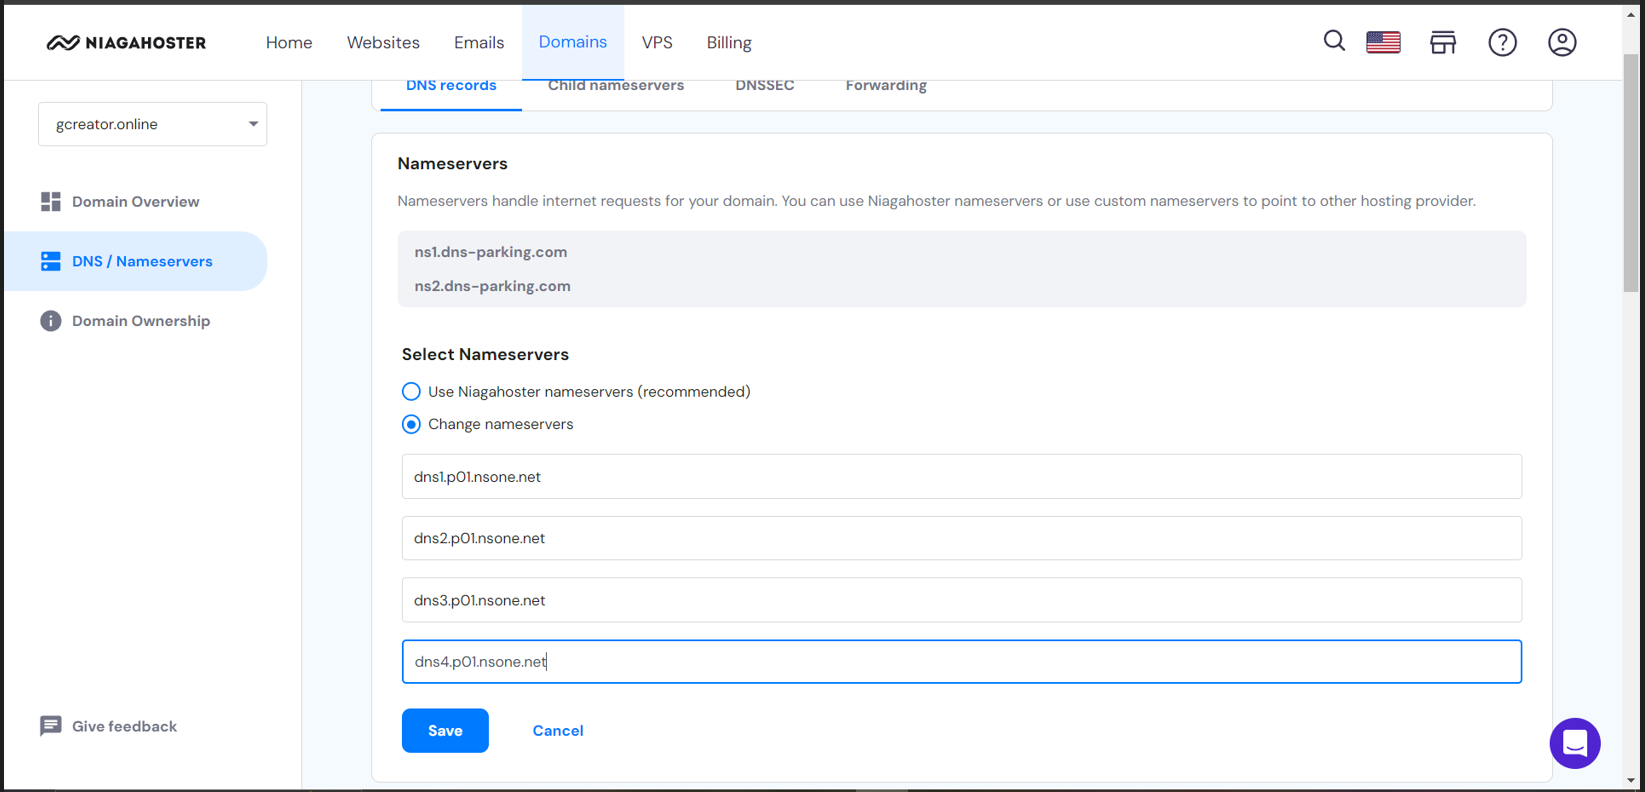 NIAGAHOSTER Home Websites Emails Domains VPS Billing
DNS records Child nameservers DNSSEC Forwarding
gcreator.online
Domain Overview
DNS / Nameservers
Domain Ownership
Give feedback
Nameservers
Nameservers handle internet requests for your domain. You can use Niagahoster nameservers or use custom nameservers to point to other hosting provider.
ns1.dns-parking.com
ns2.dns-parking.com
Select Nameservers
Use Niagahoster nameservers (recommended)
Change nameservers
dns1.p01.nsone.net
dns2.p01.nsone.net
dns3.p01.nsone.net
dns4.p01.nsone.net
Save Cancel